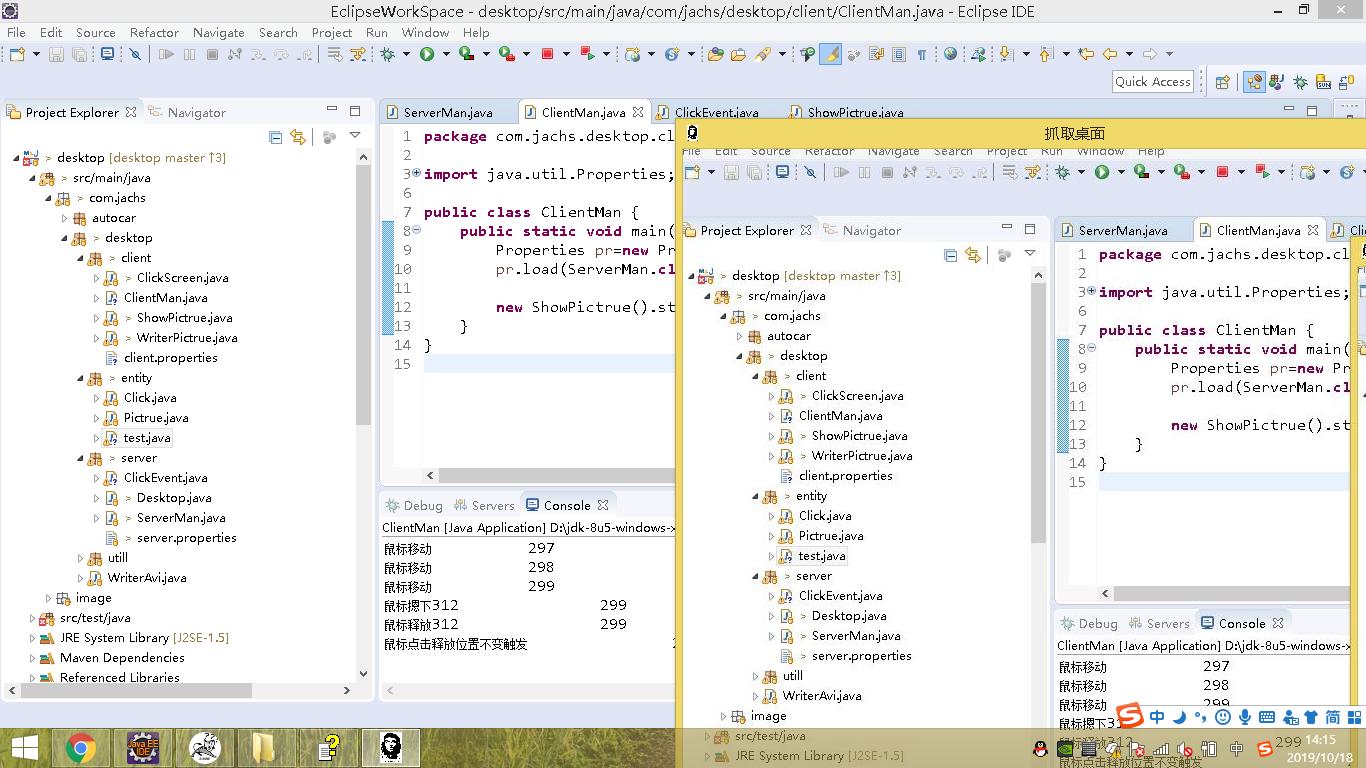 EclipseWorkSpace - desktop/src/main/java/com/jachs/desktop/client/ClientMan.java - Eclipse IDE
File Edit Source Refactor Navigate Search Project Run Window Help
Quick Access
Project Explorer Navigator
> desktop [desktop master ↑3]
> src/main/java
> com.jachs
autocar
> desktop
> client
> ClickScreen.java
ClientMan.java
> ShowPictrue.java
> WriterPictrue.java
client.properties
> entity
Click.java
Pictrue.java
test.java
> server
ClickEvent.java
> Desktop.java
> ServerMan.java
> server.properties
utill
WriterAvi.java
image
src/test/java
JRE System Library [J2SE-1.5]
Maven Dependencies
Referenced Libraries
ServerMan.java ClientMan.java ClickEvent.java ShowPictrue.java
1 package com.jachs.desktop.cl
2
3 import java.util.Properties;
6
7 public class ClientMan {
8 public static void main(
9 Properties pr=new Pr
10 pr.load(ServerMan.cl
11
12 new ShowPictrue().st
13 }
14 }
15
Debug Servers Console
ClientMan [Java Application] D:\jdk-8u5-windows-x
鼠标移动 297
鼠标移动 298
鼠标移动 299
鼠标摁下312 299
鼠标释放312 299
鼠标点击释放位置不变触发
抓取桌面
File Edit Source Refactor Navigate Search Project Run Window Help
Project Explorer Navigator
> desktop [desktop master ↑3]
> src/main/java
> com.jachs
autocar
> desktop
> client
> ClickScreen.java
ClientMan.java
> ShowPictrue.java
> WriterPictrue.java
client.properties
> entity
Click.java
Pictrue.java
test.java
> server
ClickEvent.java
> Desktop.java
> ServerMan.java
> server.properties
utill
WriterAvi.java
image
src/test/java
JRE System Library [J2SE-1.5]
ServerMan.java ClientMan.java Cli
1 package com.jachs.desktop.cl
2
3 import java.util.Properties;
6
7 public class ClientMan {
8 public static void main(
9 Properties pr=new Pr
10 pr.load(ServerMan.cl
11
12 new ShowPictrue().st
13 }
14 }
15
Debug Servers Console
ClientMan [Java Application] D:\jdk-8u5-windows-x
鼠标移动 297
鼠标移动 298
鼠标移动 299
鼠标摁下31
鼠标释放312 299
鼠标点击释放位置不变触发
中 简
Java EE IDE
中
14:15
2019/10/18